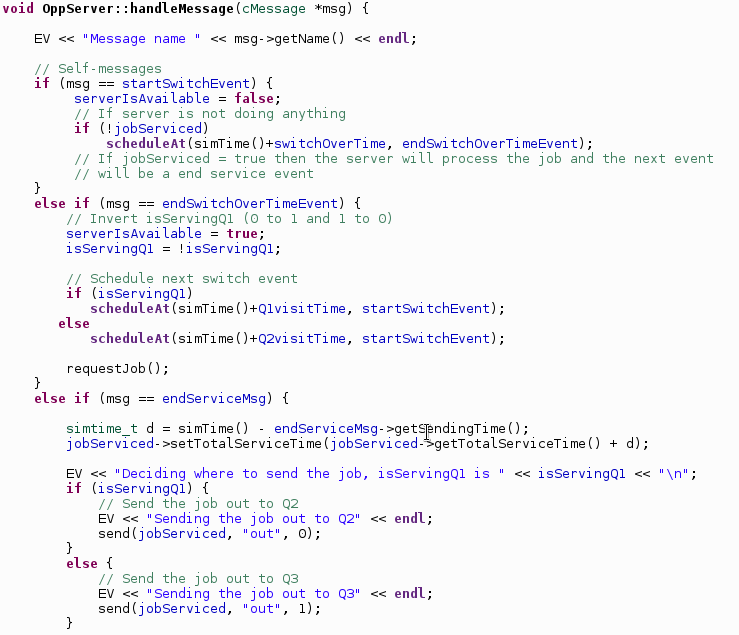 void OppServer::handleMessage(cMessage *msg) {
EV << "Message name " << msg->getName() << endl;
// Self-messages
if (msg == startSwitchEvent) {
serverIsAvailable = false;
// If server is not doing anything
if (!jobServiced)
scheduleAt(simTime()+switchOverTime, endSwitchOverTimeEvent);
// If jobServiced = true then the server will process the job and the next event
// will be a end service event
}
else if (msg == endSwitchOverTimeEvent) {
// Invert isServingQ1 (0 to 1 and 1 to 0)
serverIsAvailable = true;
isServingQ1 = !isServingQ1;
// Schedule next switch event
if (isServingQ1)
scheduleAt(simTime()+Q1visitTime, startSwitchEvent);
else
scheduleAt(simTime()+Q2visitTime, startSwitchEvent);
requestJob();
}
else if (msg == endServiceMsg) {
simtime_t d = simTime() - endServiceMsg->getSendingTime();
jobServiced->setTotalServiceTime(jobServiced->getTotalServiceTime() + d);
EV << "Deciding where to send the job, isServingQ1 is " << isServingQ1 << "\n";
if (isServingQ1) {
// Send the job out to Q2
EV << "Sending the job out to Q2" << endl;
send(jobServiced, "out", 0);
}
else {
// Send the job out to Q3
EV << "Sending the job out to Q3" << endl;
send(jobServiced, "out", 1);
}